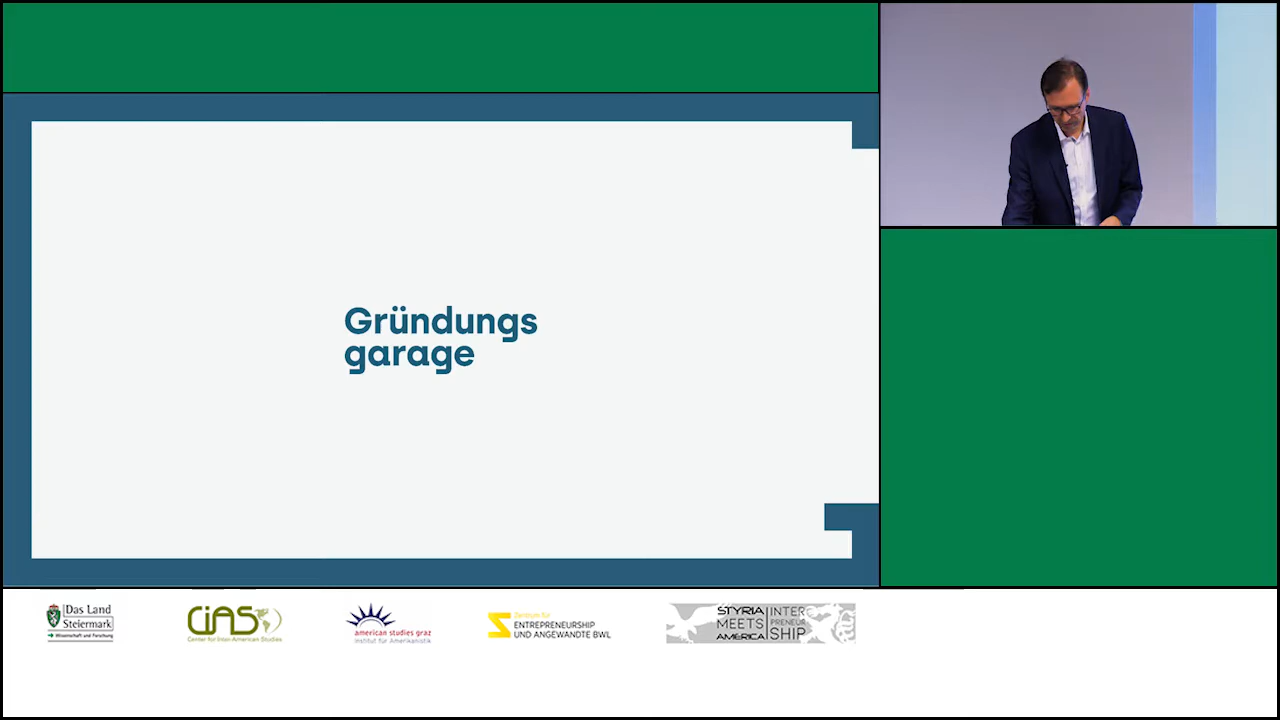 Gründungs
garage
Das Land
Steiermark
Wissenschaft und Forschung
CIAS
Center for Inter-American Studies
american studies graz
Institut für Amerikanistik
Zentrum für
ENTREPRENEURSHIP
UND ANGEWANDTE BWL
STYRIA INTER
MEETS PRENEUR
AMERICA SHIP